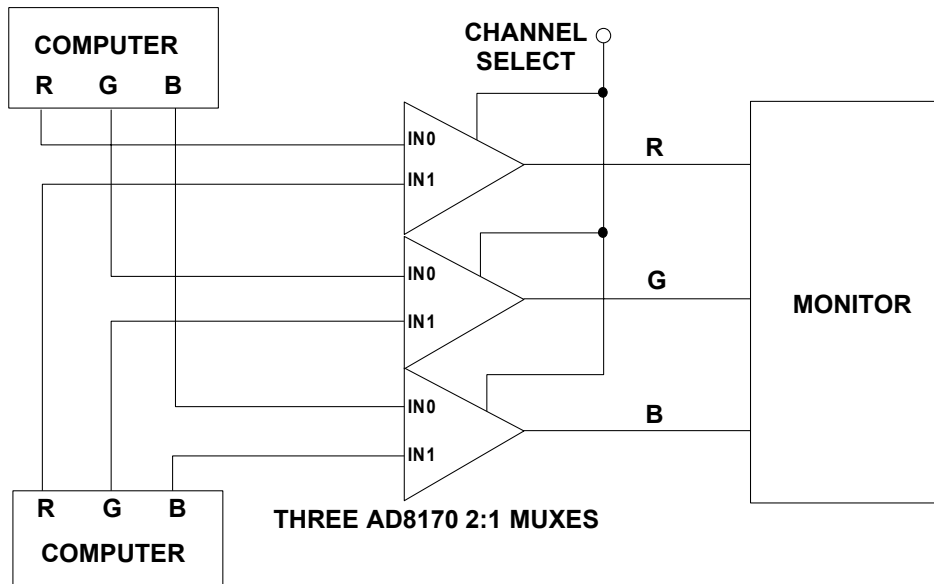 COMPUTER
R G B
CHANNEL
SELECT
IN0
IN1
R
IN0
IN1
G
MONITOR
IN0
IN1
B
R G B
COMPUTER
THREE AD8170 2:1 MUXES